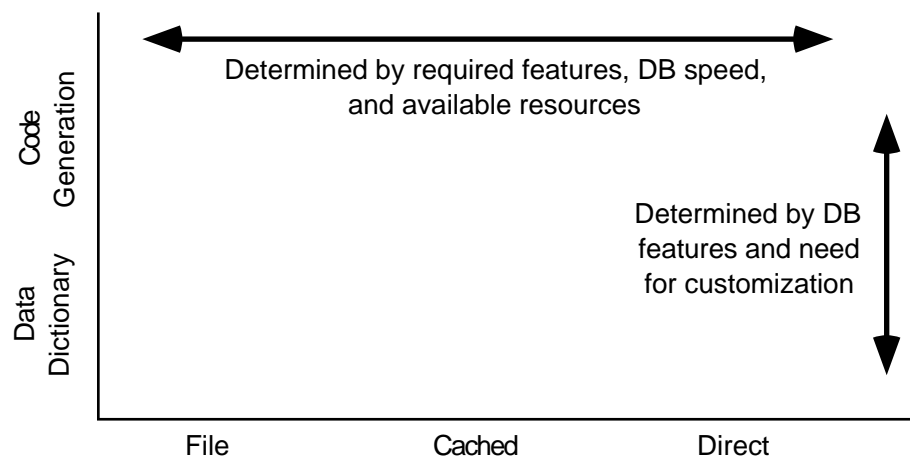 Determined by required features, DB speed,
and available resources
Code
Generation
Determined by DB
features and need
for customization
Data
Dictionary
File
Cached
Direct